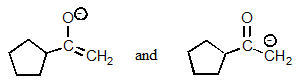 O⊖ O
C CH₂ and C CH₂⊖